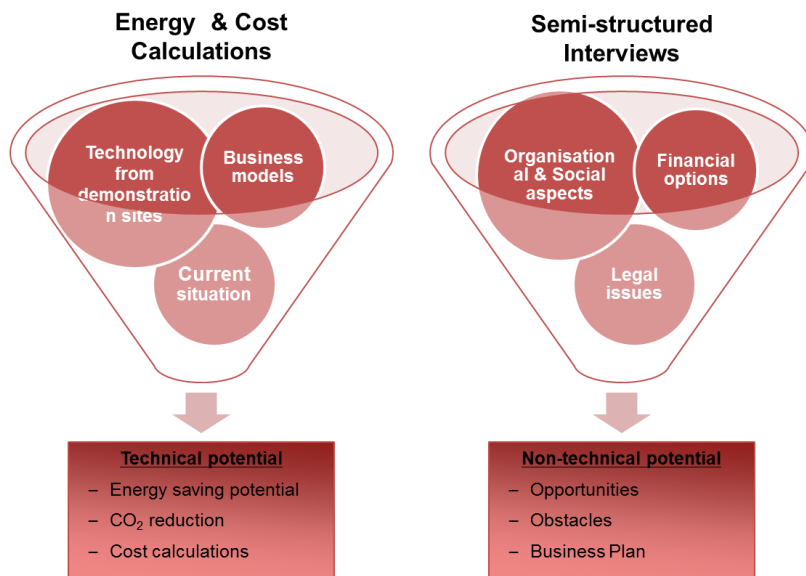 Energy & Cost
Calculations
Technology
from
demonstratio
n sites
Business
models
Current
situation
Technical potential
– Energy saving potential
– CO₂ reduction
– Cost calculations
Semi-structured
Interviews
Organisation
al & Social
aspects
Financial
options
Legal
issues
Non-technical potential
– Opportunities
– Obstacles
– Business Plan